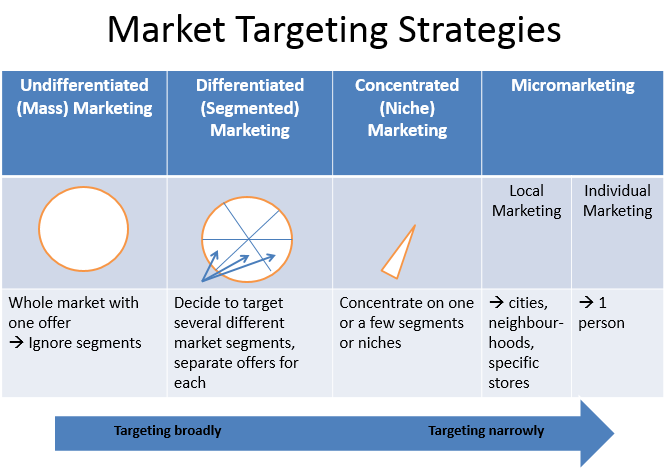 Market Targeting Strategies
Undifferentiated
(Mass) Marketing
Differentiated
(Segmented)
Marketing
Concentrated
(Niche)
Marketing
Micromarketing
Local
Marketing
Individual
Marketing
Whole market with
one offer
→ Ignore segments
Decide to target
several different
market segments,
separate offers for
each
Concentrate on one
or a few segments
or niches
→ cities,
neighbour-
hoods,
specific
stores
→ 1
person
Targeting broadly
Targeting narrowly